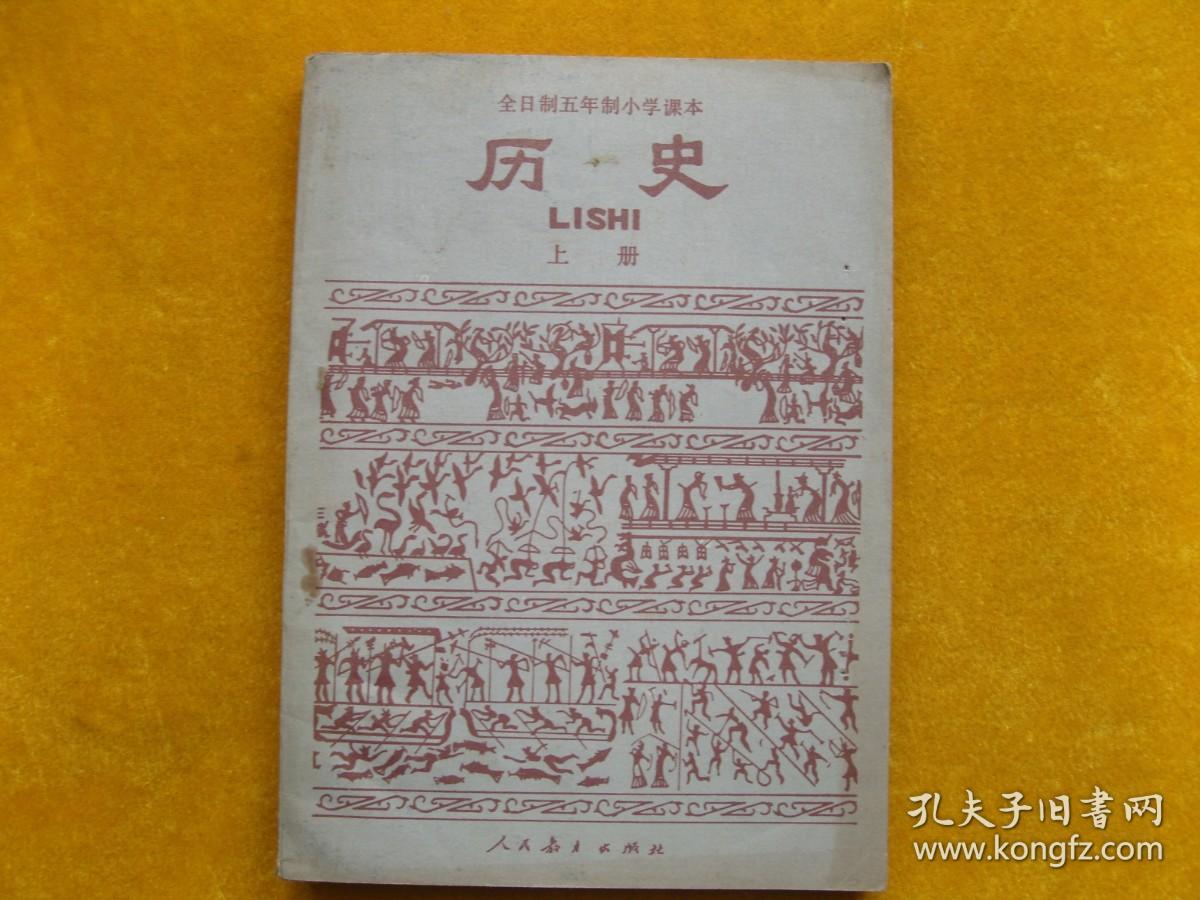 全日制五年制小学课本
历史
LISHI
上册
人民教育出版社
孔夫子旧书网
www.kongfz.com